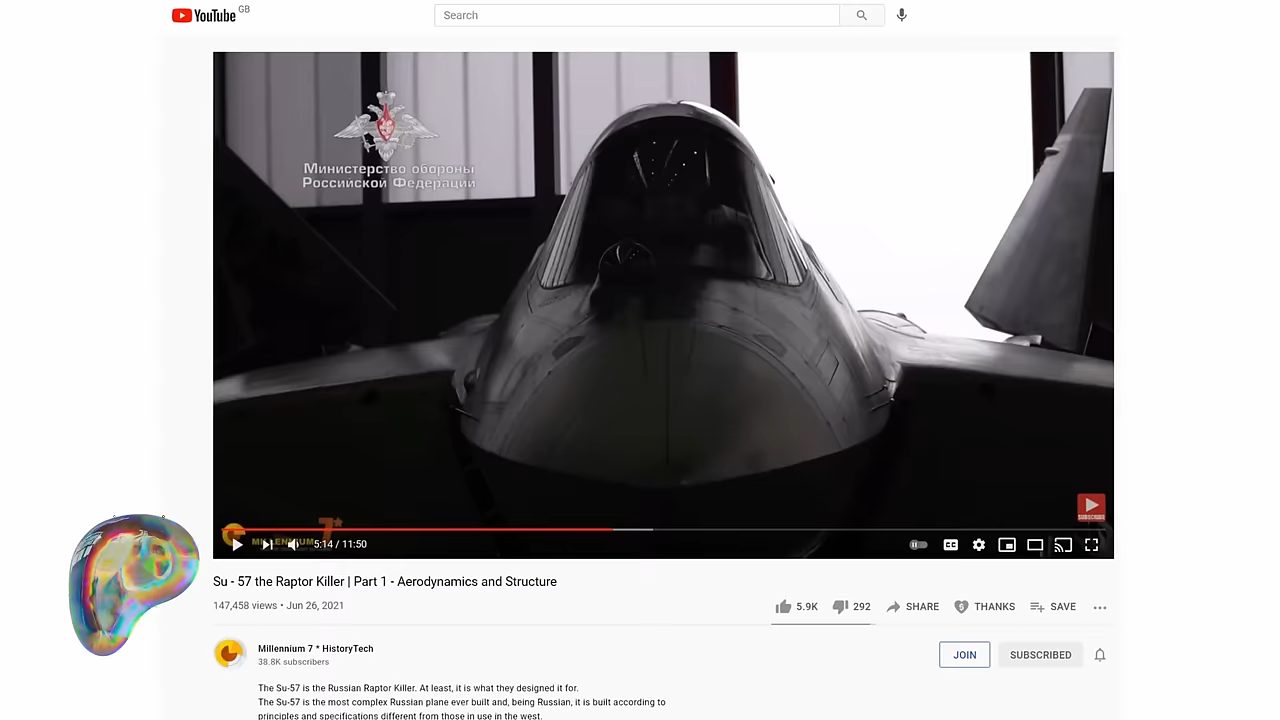 YouTube GB
Search
Министерство обороны
Российской Федерации
7*
MILLENNIUM
SUBSCRIBE
5:14 / 11:50
CC
Su - 57 the Raptor Killer | Part 1 - Aerodynamics and Structure
147,458 views • Jun 26, 2021
5.9K 292 SHARE THANKS SAVE
Millennium 7 * HistoryTech
38.8K subscribers
JOIN SUBSCRIBED
The Su-57 is the Russian Raptor Killer. At least, it is what they designed it for.
The Su-57 is the most complex Russian plane ever built and, being Russian, it is built according to
principles and specifications different from those in use in the west.